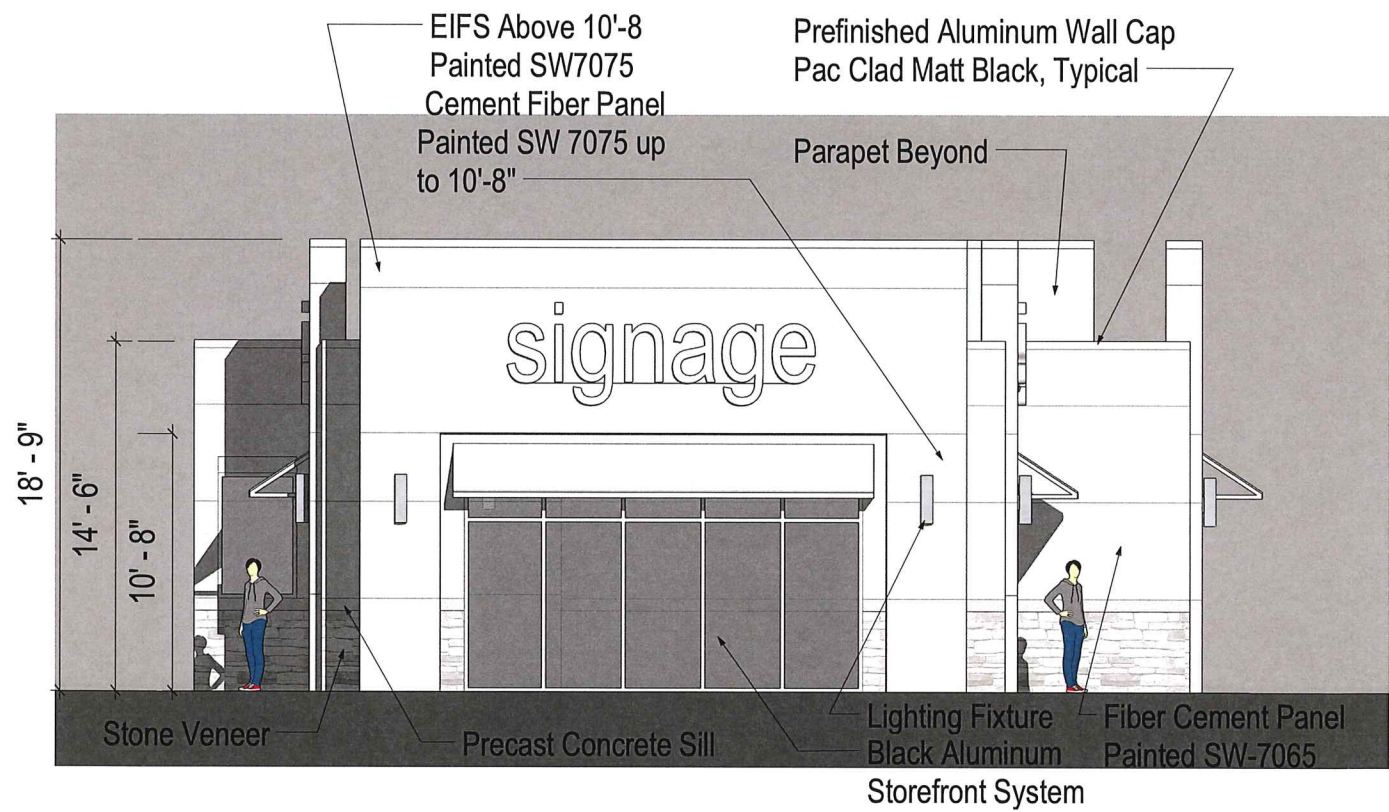 EIFS Above 10'-8
Painted SW7075
Cement Fiber Panel
Painted SW 7075 up
to 10'-8"
Prefinished Aluminum Wall Cap
Pac Clad Matt Black, Typical
Parapet Beyond
signage
18' - 9"
14' - 6"
10' - 8"
Stone Veneer
Precast Concrete Sill
Lighting Fixture
Black Aluminum
Storefront System
Fiber Cement Panel
Painted SW-7065